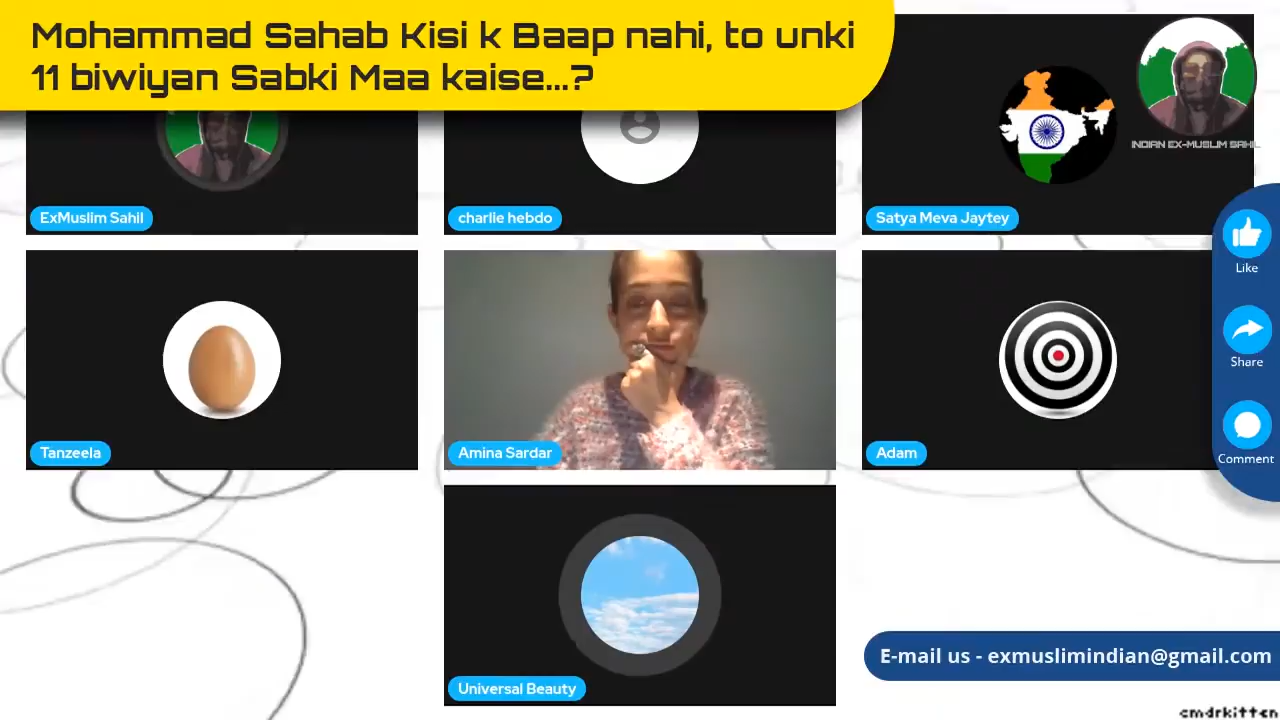 Mohammad Sahab Kisi k Baap nahi, to unki
11 biwiyan Sabki Maa kaise...?
INDIAN EX-MUSLIM SAHIL
ExMuslim Sahil
charlie hebdo
Satya Meva Jaytey
Like
Share
Comment
Tanzeela
Amina Sardar
Adam
Universal Beauty
E-mail us - exmuslimindian@gmail.com
cmdrkitten